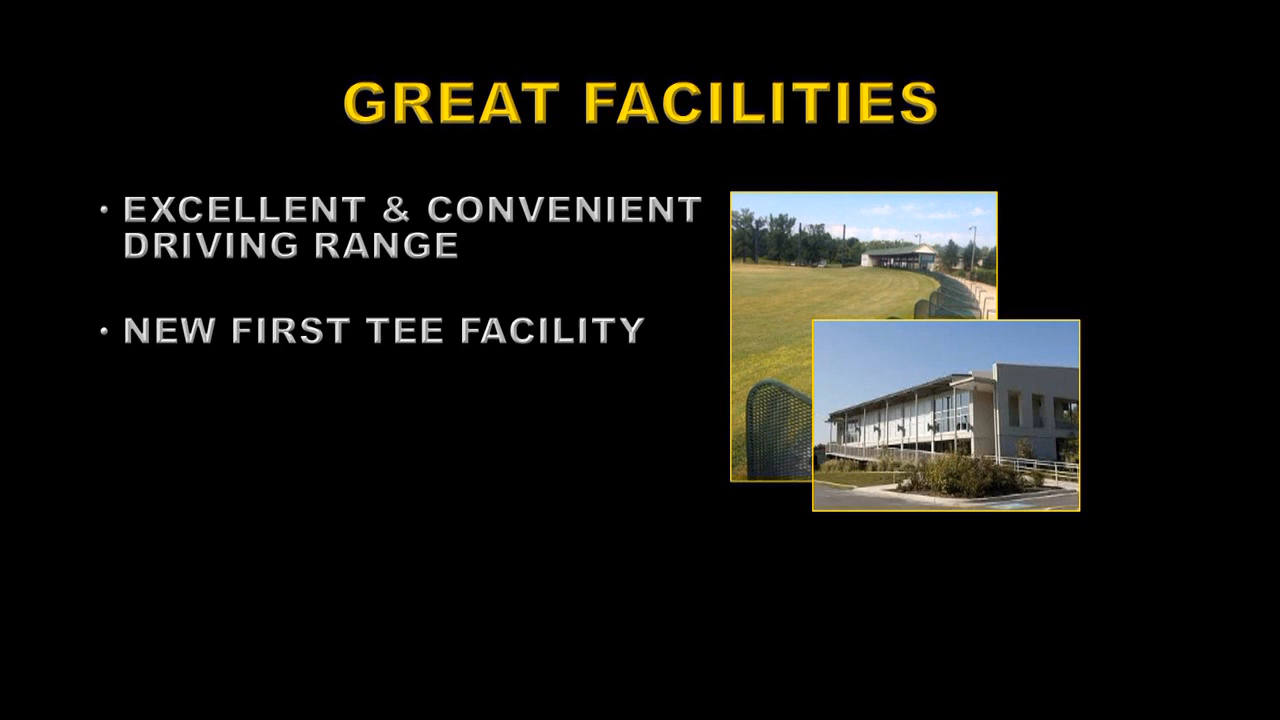 GREAT FACILITIES
• EXCELLENT & CONVENIENT
DRIVING RANGE
• NEW FIRST TEE FACILITY